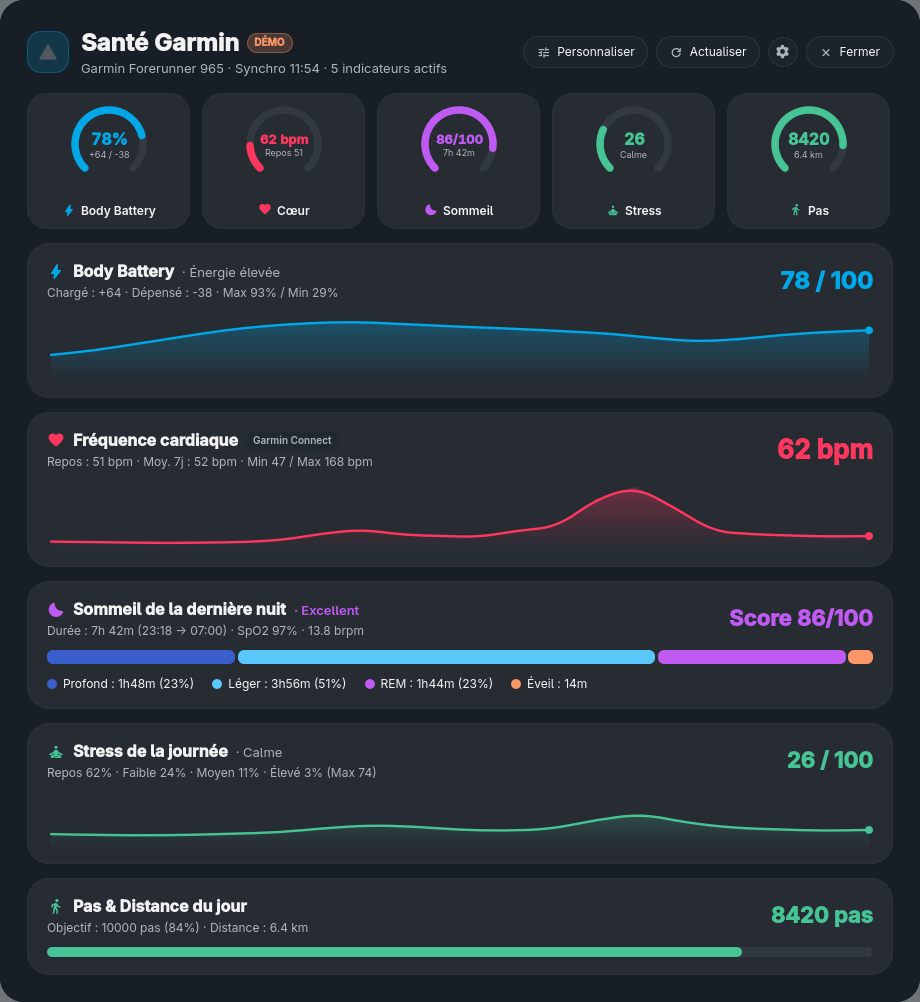 Santé Garmin DÉMO
Garmin Forerunner 965 · Synchro 11:54 · 5 indicateurs actifs
Personnaliser
Actualiser
Fermer
78%
+64 / -38
Body Battery
62 bpm
Repos 51
Cœur
86/100
7h 42m
Sommeil
26
Calme
Stress
8420
6.4 km
Pas
Body Battery · Énergie élevée
Chargé : +64 · Dépensé : -38 · Max 93% / Min 29%
78 / 100
Fréquence cardiaque Garmin Connect
Repos : 51 bpm · Moy. 7j : 52 bpm · Min 47 / Max 168 bpm
62 bpm
Sommeil de la dernière nuit · Excellent
Durée : 7h 42m (23:18 → 07:00) · SpO2 97% · 13.8 brpm
Score 86/100
Profond : 1h48m (23%) Léger : 3h56m (51%) REM : 1h44m (23%) Éveil : 14m
Stress de la journée · Calme
Repos 62% · Faible 24% · Moyen 11% · Élevé 3% (Max 74)
26 / 100
Pas & Distance du jour
Objectif : 10000 pas (84%) · Distance : 6.4 km
8420 pas